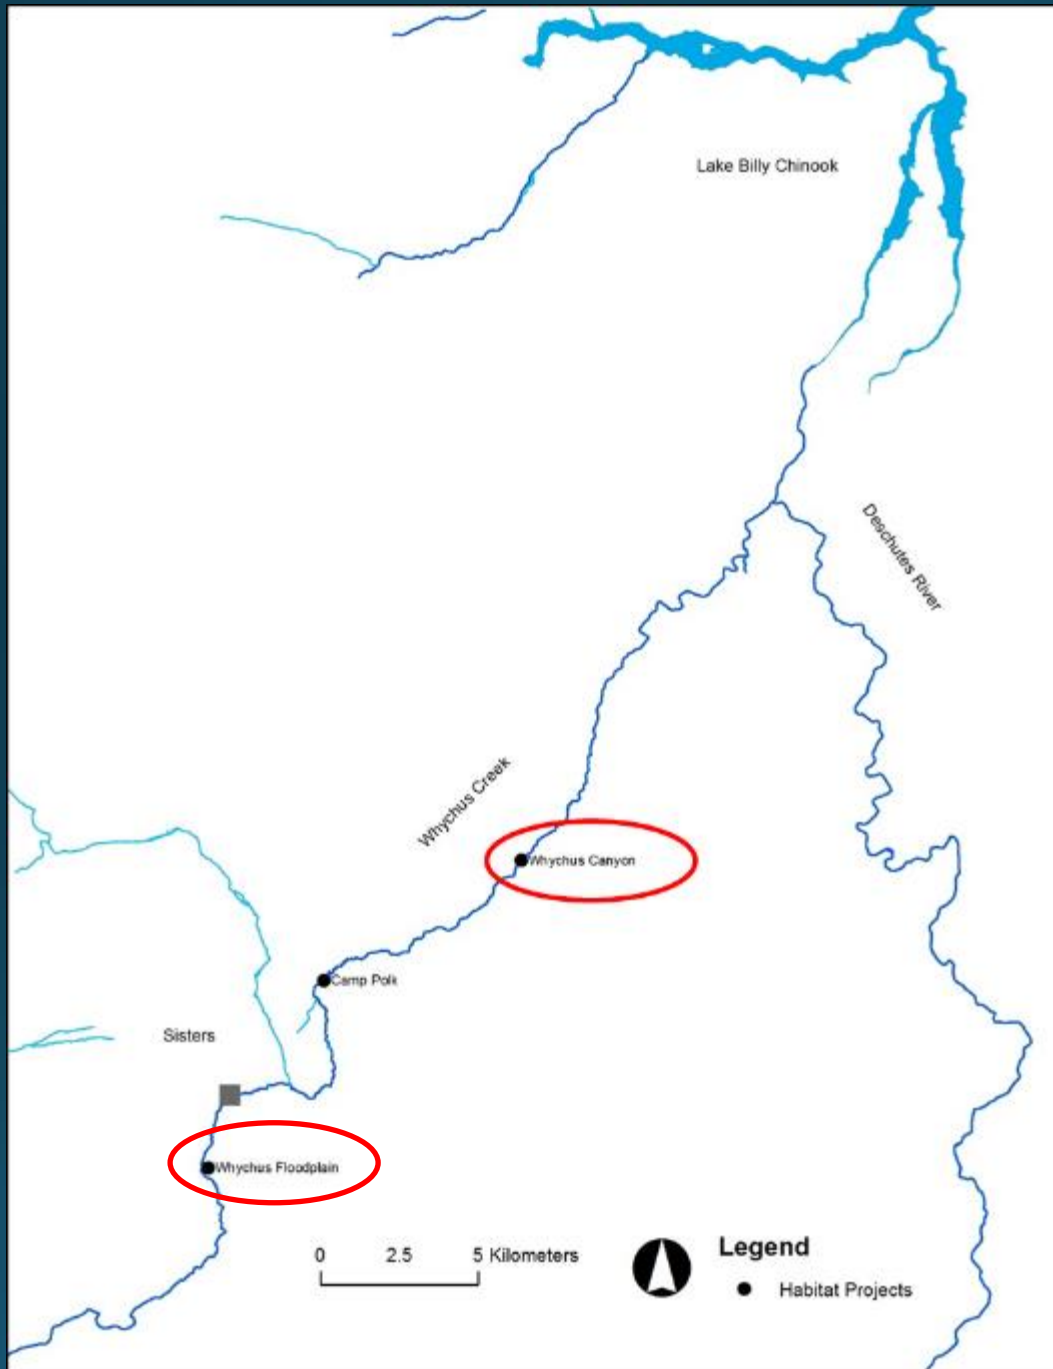 Lake Billy Chinook
Deschutes River
Whychus Creek
Whychus Canyon
Camp Polk
Sisters
Whychus Floodplain
0 2.5 5 Kilometers
Legend
Habitat Projects